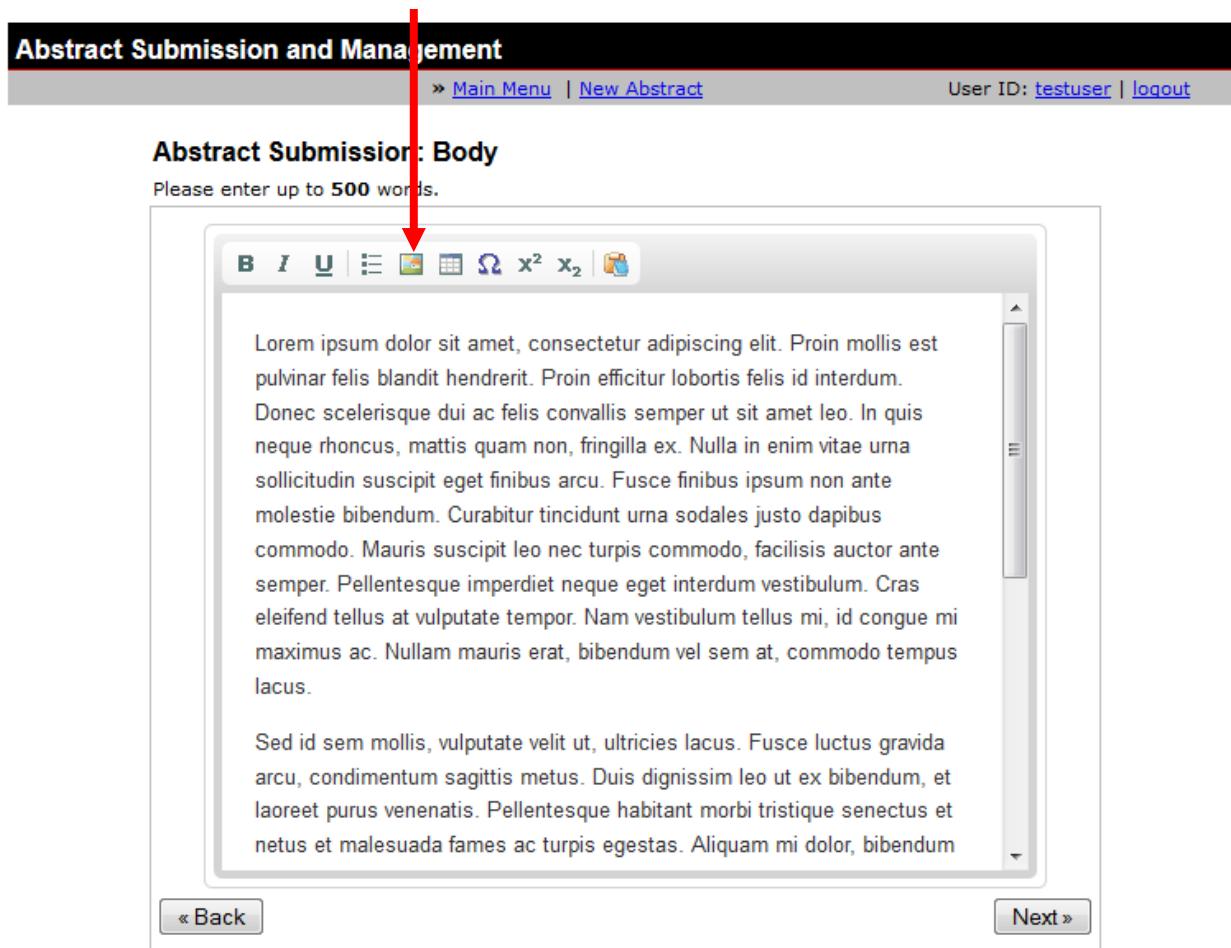 Abstract Submission and Management
» Main Menu | New Abstract User ID: testuser | logout
Abstract Submission: Body
Please enter up to 500 words.
B I U Ω x² x₂
Lorem ipsum dolor sit amet, consectetur adipiscing elit. Proin mollis est
pulvinar felis blandit hendrerit. Proin efficitur lobortis felis id interdum.
Donec scelerisque dui ac felis convallis semper ut sit amet leo. In quis
neque rhoncus, mattis quam non, fringilla ex. Nulla in enim vitae urna
sollicitudin suscipit eget finibus arcu. Fusce finibus ipsum non ante
molestie bibendum. Curabitur tincidunt urna sodales justo dapibus
commodo. Mauris suscipit leo nec turpis commodo, facilisis auctor ante
semper. Pellentesque imperdiet neque eget interdum vestibulum. Cras
eleifend tellus at vulputate tempor. Nam vestibulum tellus mi, id congue mi
maximus ac. Nullam mauris erat, bibendum vel sem at, commodo tempus
lacus.
Sed id sem mollis, vulputate velit ut, ultricies lacus. Fusce luctus gravida
arcu, condimentum sagittis metus. Duis dignissim leo ut ex bibendum, et
laoreet purus venenatis. Pellentesque habitant morbi tristique senectus et
netus et malesuada fames ac turpis egestas. Aliquam mi dolor, bibendum
« Back Next »